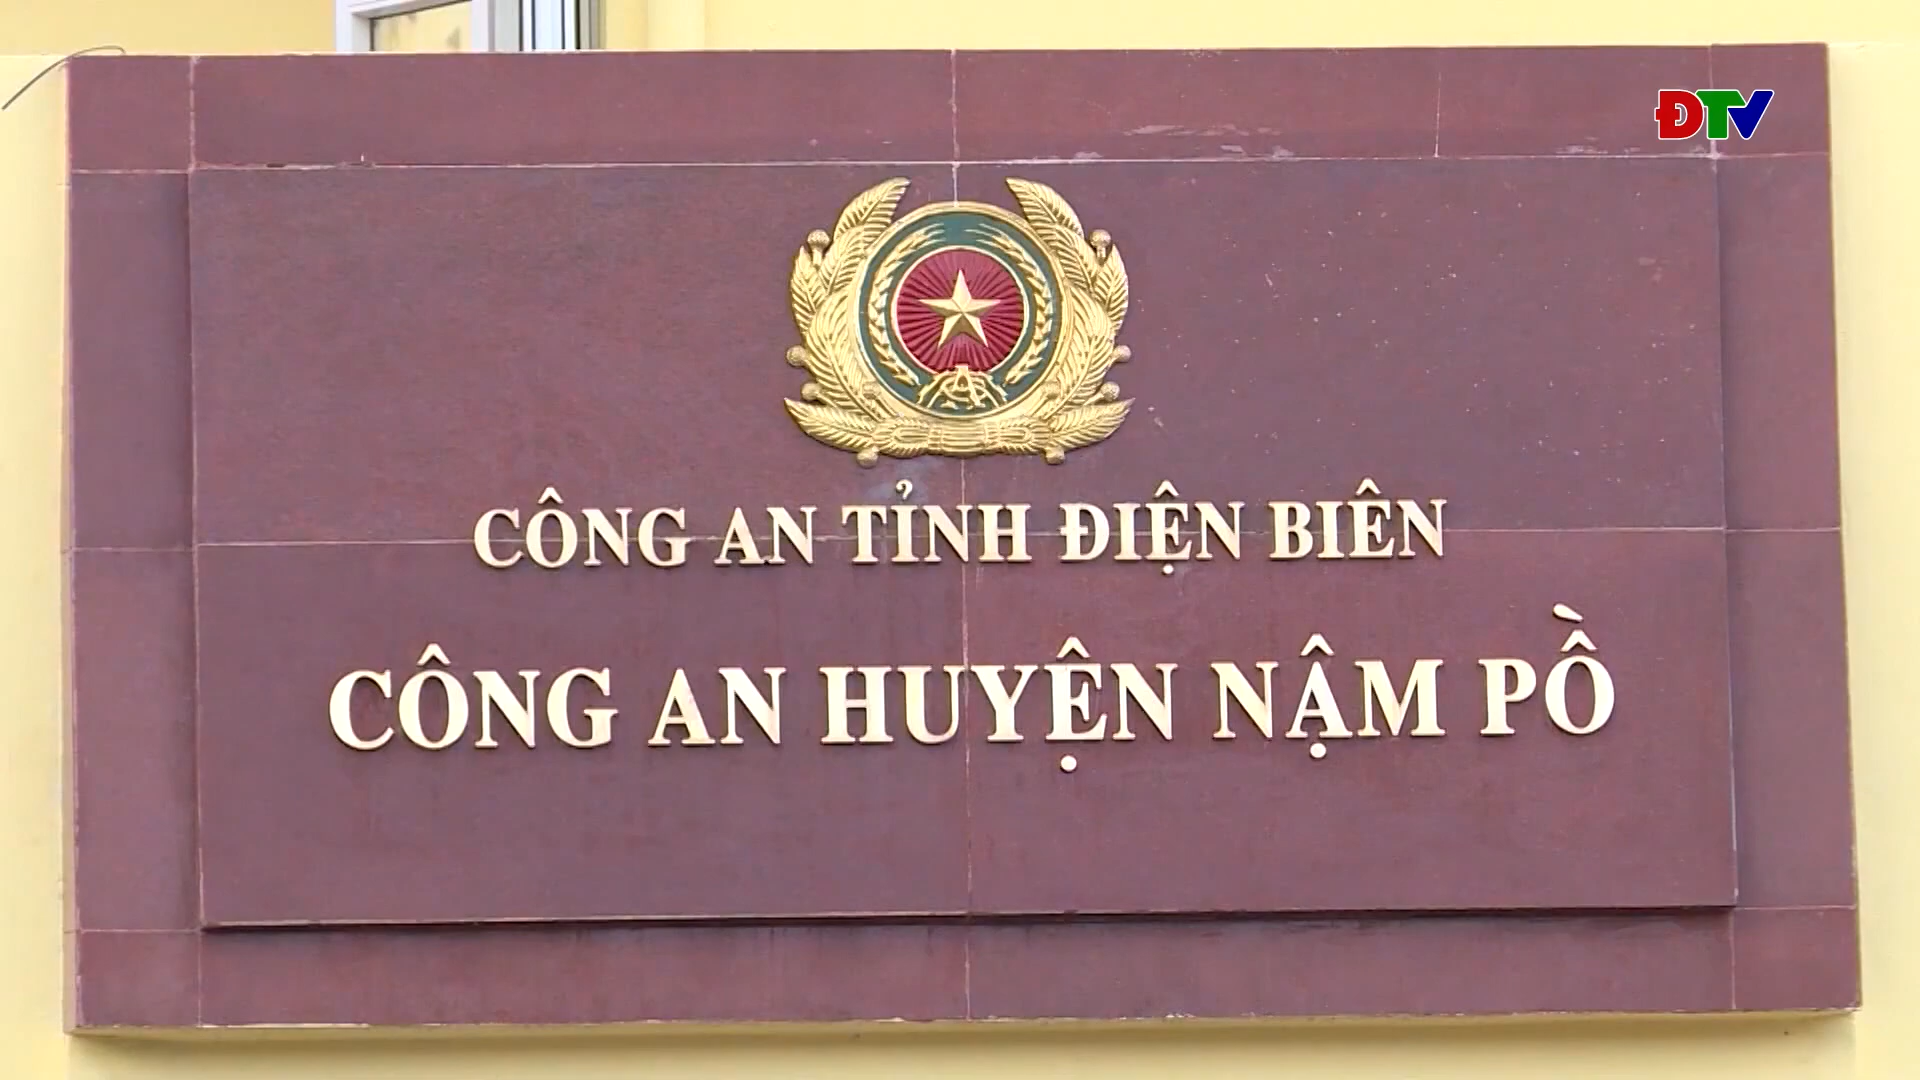 ĐTV
CÔNG AN TỈNH ĐIỆN BIÊN
CÔNG AN HUYỆN NẬM PỒ